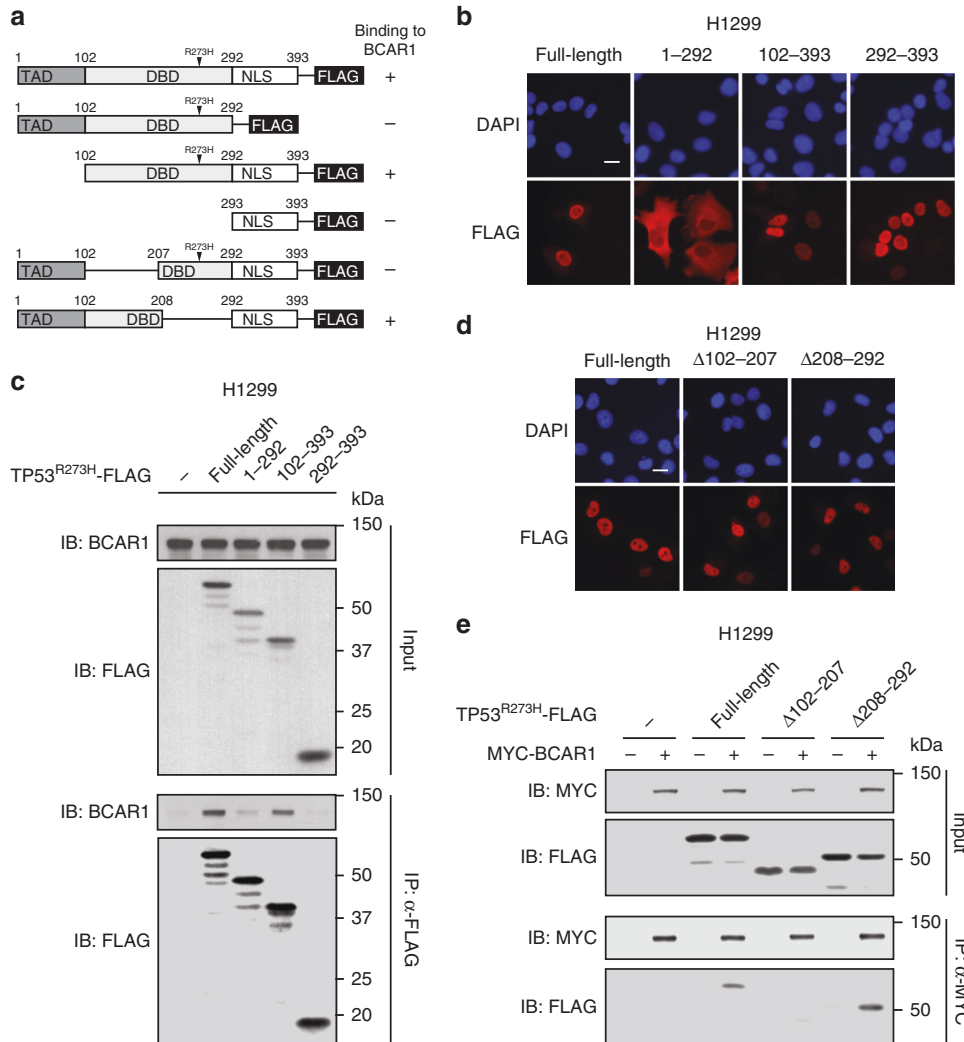 a
Binding to
BCAR1
1 102 R273H 292 393
TAD DBD NLS FLAG +
1 102 R273H 292
TAD DBD FLAG −
102 R273H 292 393
DBD NLS FLAG +
293 393
NLS FLAG −
1 102 207 R273H 292 393
TAD DBD NLS FLAG −
1 102 208 292 393
TAD DBD NLS FLAG +
b
H1299
Full-length 1–292 102–393 292–393
DAPI
FLAG
c
H1299
TP53R273H-FLAG – Full-length 1–292 102–393 292–393
kDa
IB: BCAR1 150
IB: FLAG 50
37
25
20
Input
IB: BCAR1 150
IB: FLAG 50
37
25
20
IP: α-FLAG
d
H1299
Full-length Δ102–207 Δ208–292
DAPI
FLAG
e
H1299
TP53R273H-FLAG – Full-length Δ102–207 Δ208–292
MYC-BCAR1 – + – + – + – + kDa
IB: MYC 150
IB: FLAG 50
Input
IB: MYC 150
IB: FLAG 50
IP: α-MYC